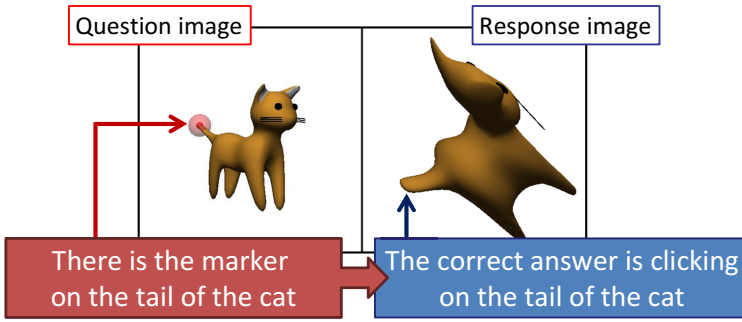 Question image
Response image
There is the marker
on the tail of the cat
The correct answer is clicking
on the tail of the cat